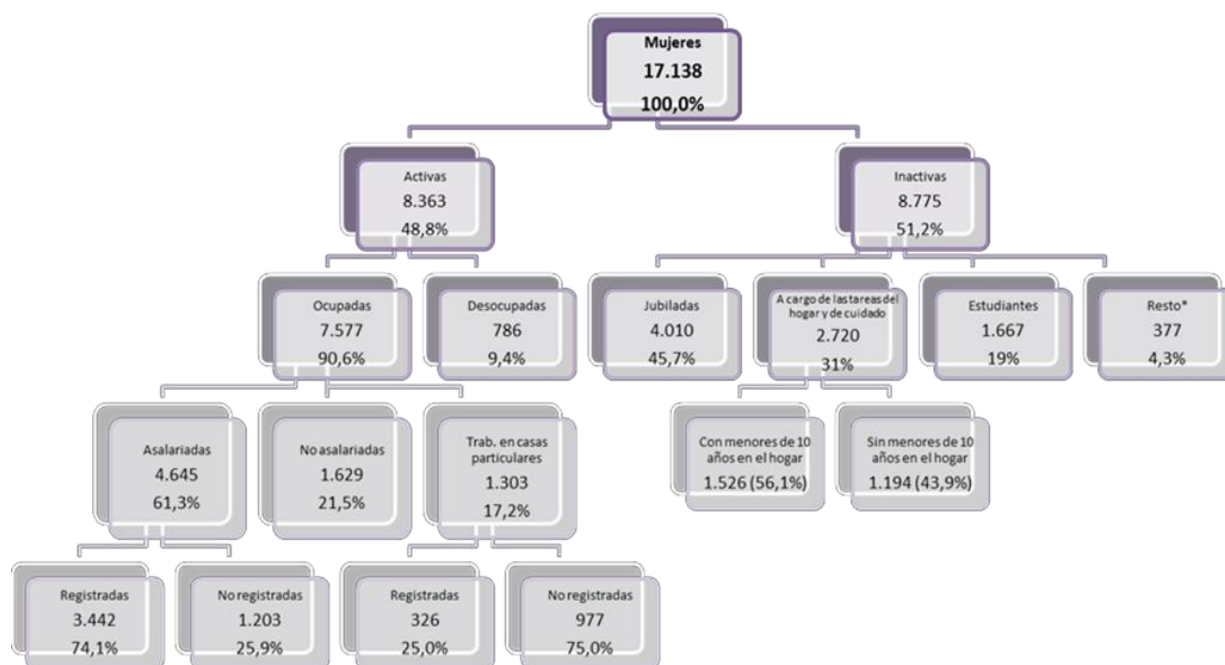 Mujeres
17.138
100,0%
Activas
8.363
48,8%
Inactivas
8.775
51,2%
Ocupadas
7.577
90,6%
Desocupadas
786
9,4%
Jubiladas
4.010
45,7%
A cargo de las tareas del
hogar y de cuidado
2.720
31%
Estudiantes
1.667
19%
Resto*
377
4,3%
Asalariadas
4.645
61,3%
No asalariadas
1.629
21,5%
Trab. en casas
particulares
1.303
17,2%
Con menores de 10
años en el hogar
1.526 (56,1%)
Sin menores de 10
años en el hogar
1.194 (43,9%)
Registradas
3.442
74,1%
No registradas
1.203
25,9%
Registradas
326
25,0%
No registradas
977
75,0%